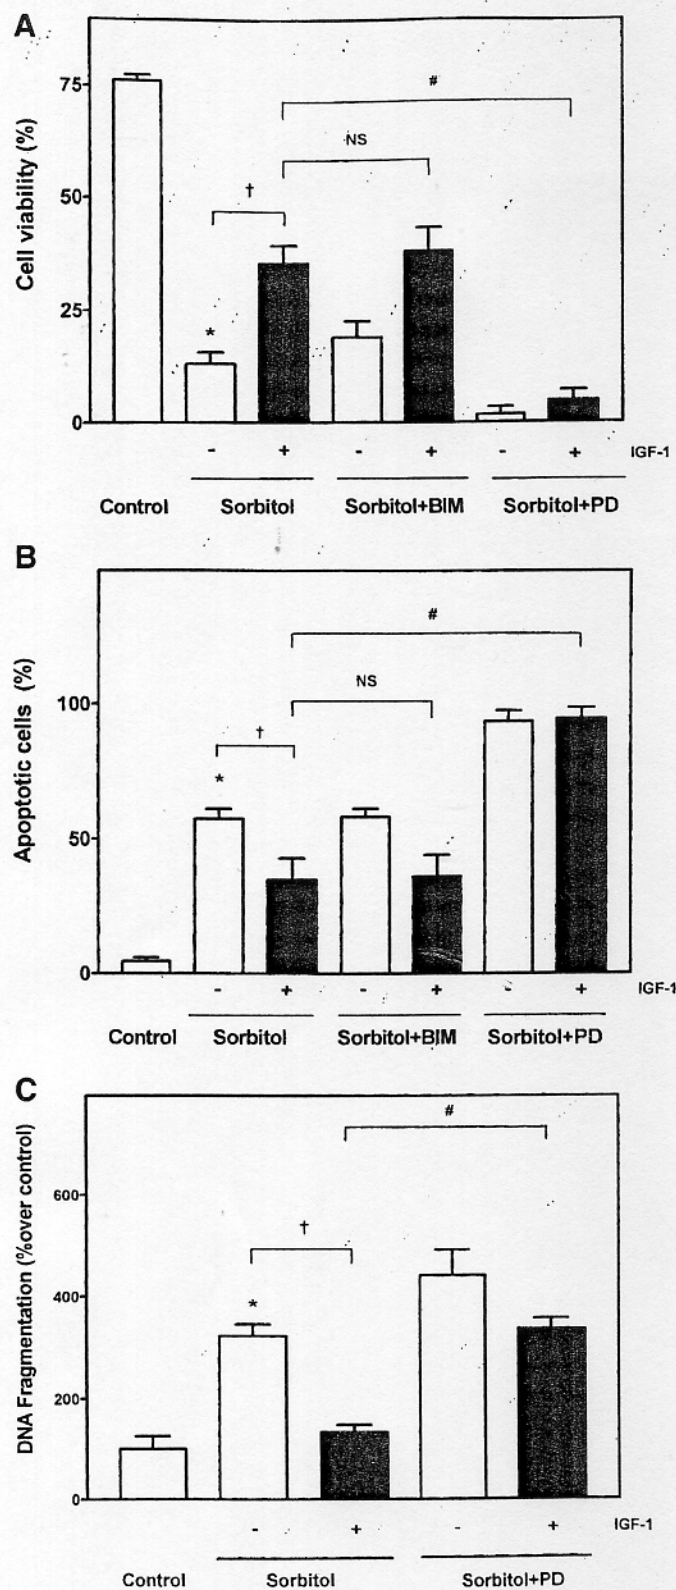 A
Cell viability (%)
75
50
25
0
#
NS
†
*
- + - + - + IGF-1
Control Sorbitol Sorbitol+BIM Sorbitol+PD
B
Apoptotic cells (%)
100
50
0
#
NS
†
*
- + - + - + IGF-1
Control Sorbitol Sorbitol+BIM Sorbitol+PD
C
DNA Fragmentation (%over control)
600
400
200
0
#
†
*
- + - + IGF-1
Control Sorbitol Sorbitol+PD